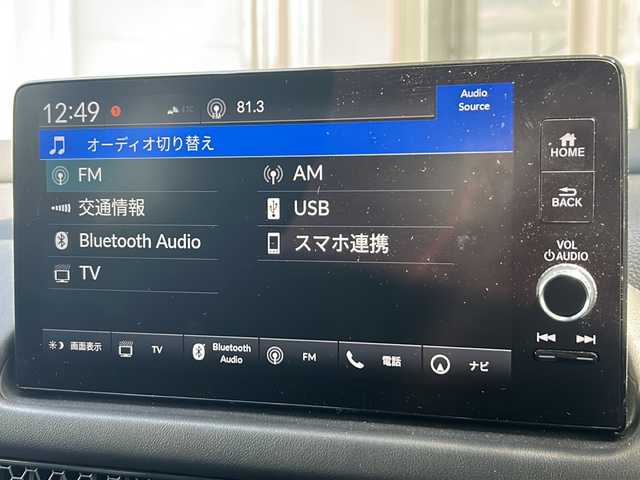 12:49 1 ETC 81.3 Audio Source
オーディオ切り替え
FM AM
交通情報 USB
Bluetooth Audio スマホ連携
TV
画面表示 TV Bluetooth Audio FM 電話 ナビ
HOME
BACK
VOL
AUDIO